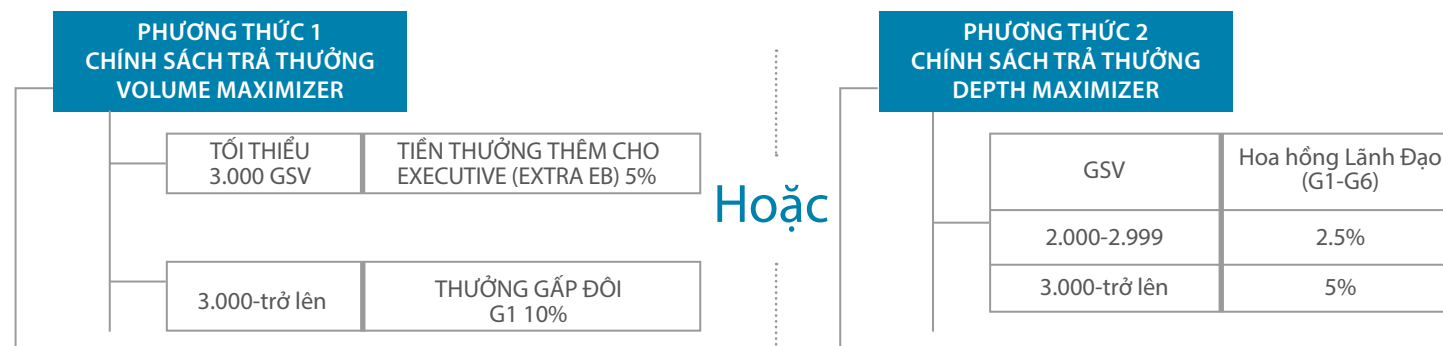 PHƯƠNG THỨC 1
CHÍNH SÁCH TRẢ THƯỞNG
VOLUME MAXIMIZER
TỐI THIỂU
3.000 GSV
TIỀN THƯỞNG THÊM CHO
EXECUTIVE (EXTRA EB) 5%
3.000-trở lên
THƯỞNG GẤP ĐÔI
G1 10%
Hoặc
PHƯƠNG THỨC 2
CHÍNH SÁCH TRẢ THƯỞNG
DEPTH MAXIMIZER
GSV
Hoa hồng Lãnh Đạo
(G1-G6)
2.000-2.999
2.5%
3.000-trở lên
5%